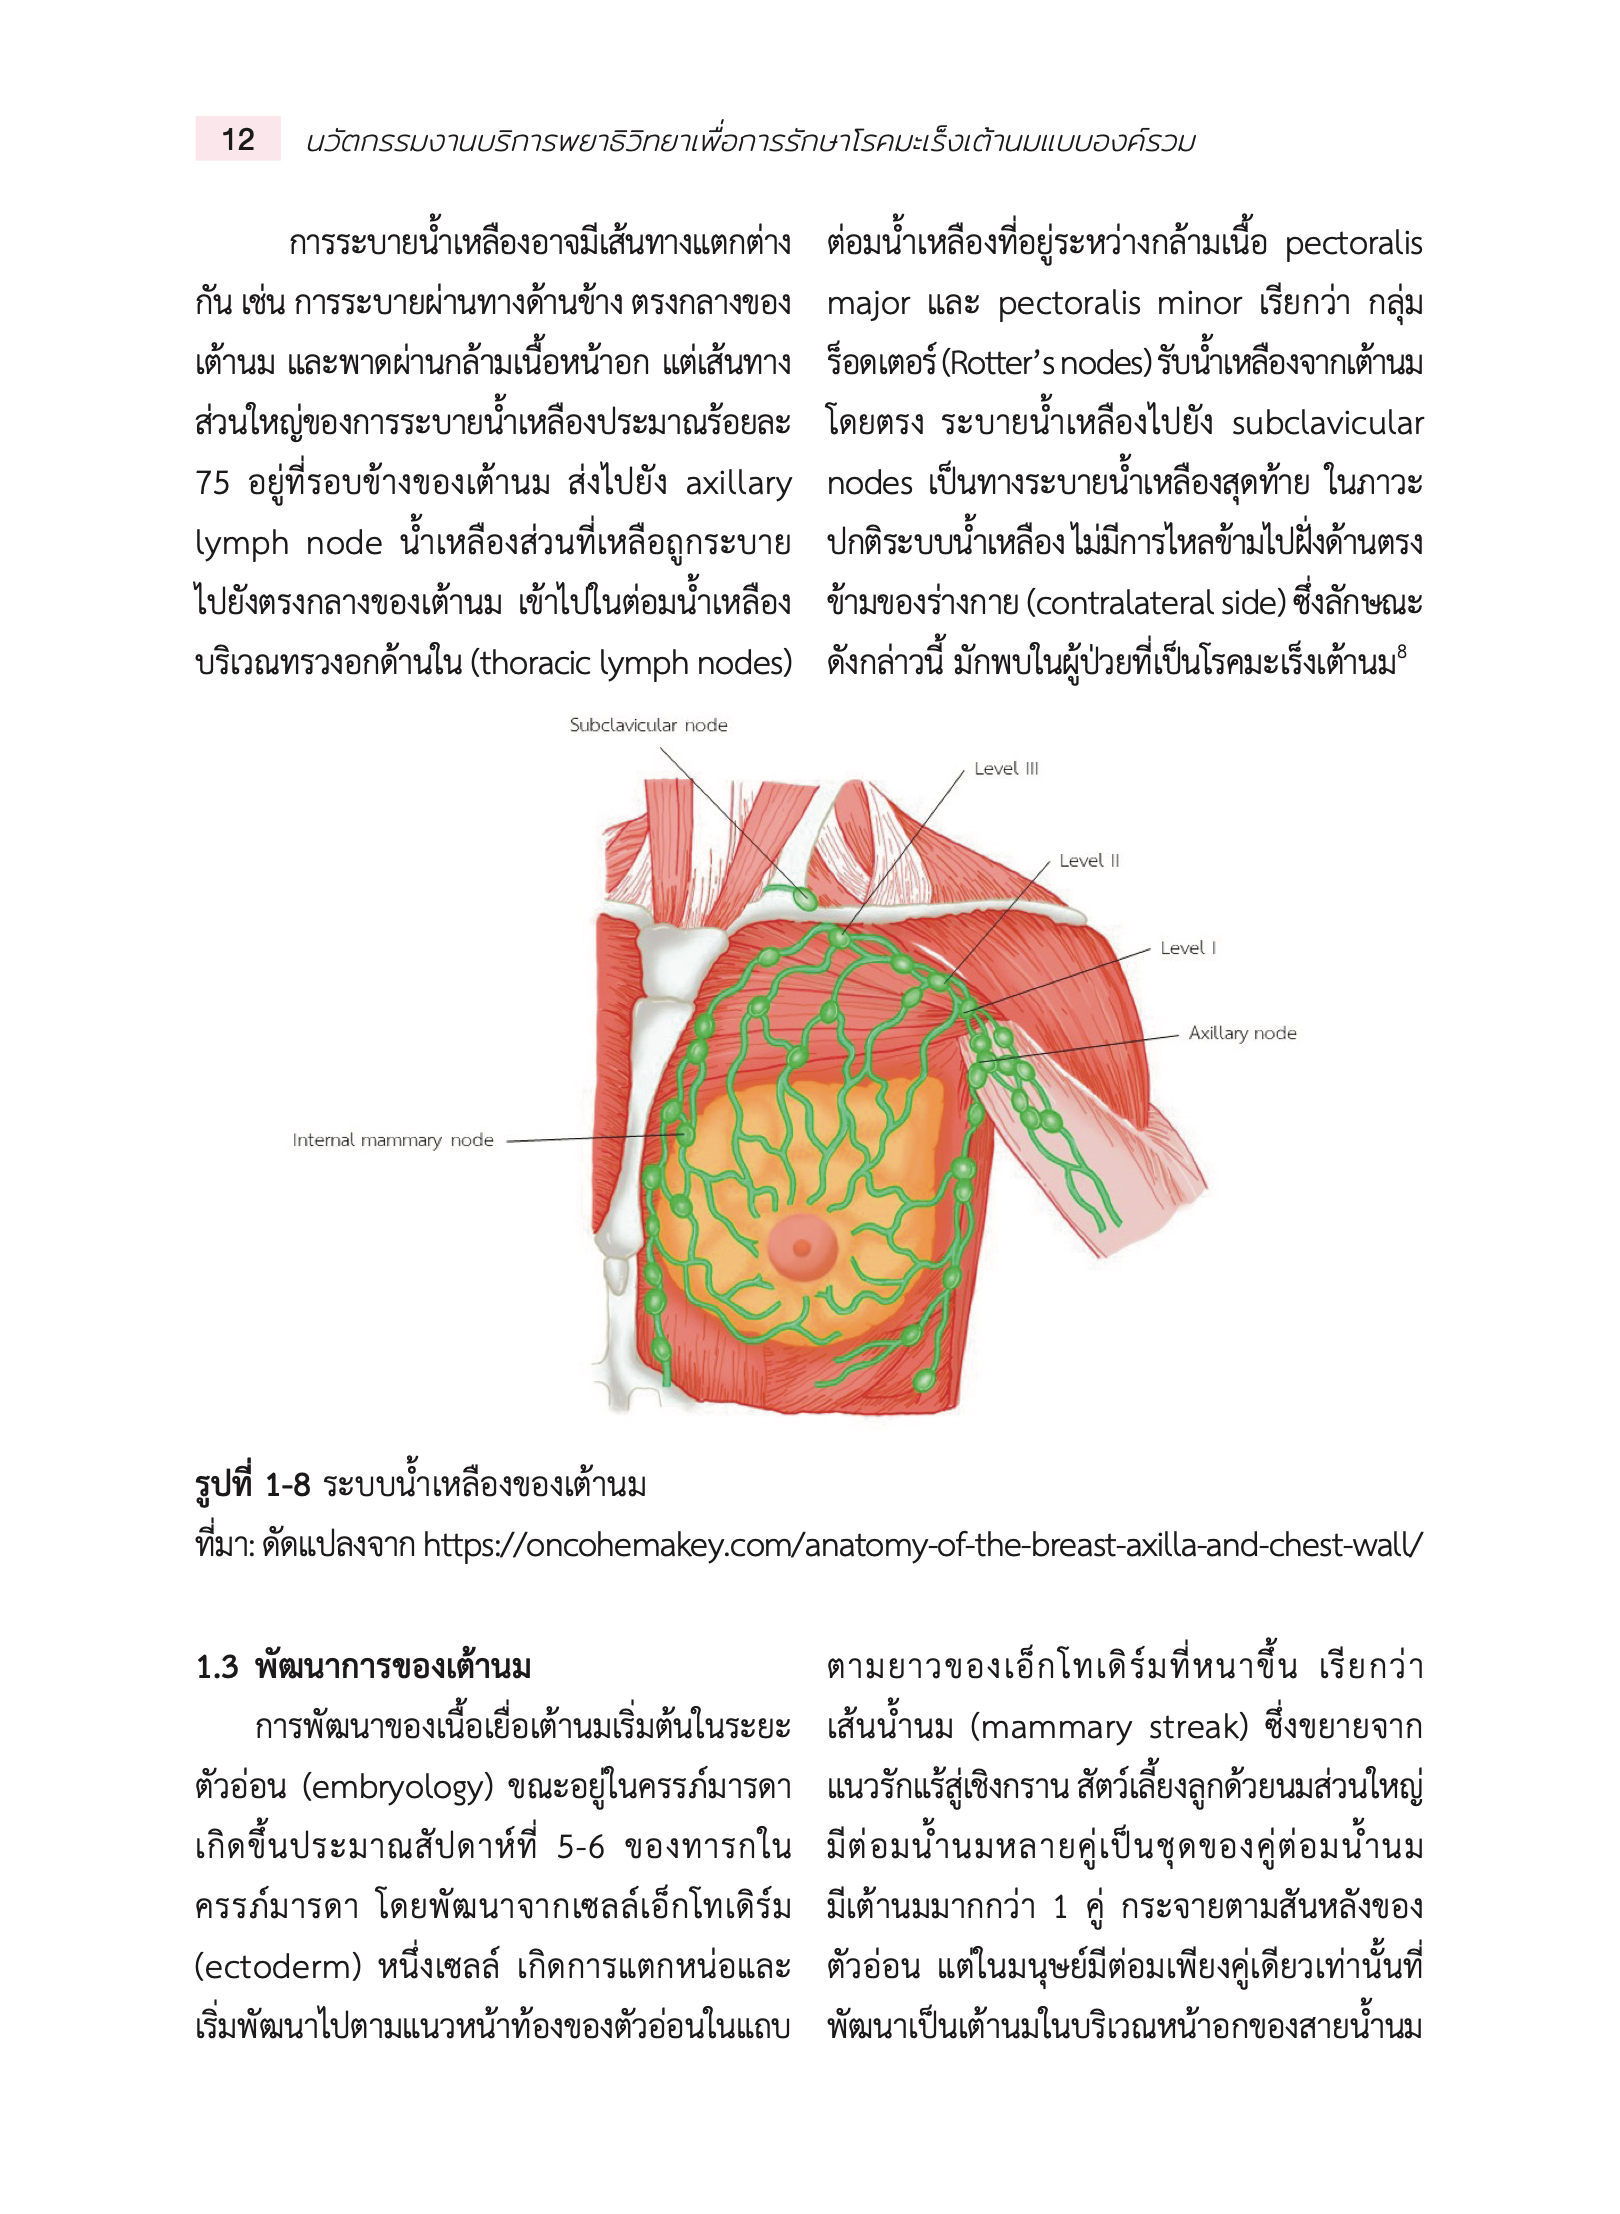 12 นวัตกรรมงานบริการพยาธิวิทยาเพื่อการรักษาโรคมะเร็งเต้านมแบบองค์รวม
การระบายน้ำเหลืองอาจมีเส้นทางแตกต่าง
กัน เช่น การระบายผ่านทางด้านข้าง ตรงกลางของ
เต้านม และพาดผ่านกล้ามเนื้อหน้าอก แต่เส้นทาง
ส่วนใหญ่ของการระบายน้ำเหลืองประมาณร้อยละ
75 อยู่ที่รอบข้างของเต้านม ส่งไปยัง axillary
lymph node น้ำเหลืองส่วนที่เหลือถูกระบาย
ไปยังตรงกลางของเต้านม เข้าไปในต่อมน้ำเหลือง
บริเวณทรวงอกด้านใน (thoracic lymph nodes)
ต่อมน้ำเหลืองที่อยู่ระหว่างกล้ามเนื้อ pectoralis
major และ pectoralis minor เรียกว่า กลุ่ม
ร็อดเตอร์ (Rotter's nodes) รับน้ำเหลืองจากเต้านม
โดยตรง ระบายน้ำเหลืองไปยัง subclavicular
nodes เป็นทางระบายน้ำเหลืองสุดท้าย ในภาวะ
ปกติระบบน้ำเหลือง ไม่มีการไหลข้ามไปฝั่งด้านตรง
ข้ามของร่างกาย (contralateral side) ซึ่งลักษณะ
ดังกล่าวนี้ มักพบในผู้ป่วยที่เป็นโรคมะเร็งเต้านม⁸
Subclavicular node
Level III
Level II
Level I
Axillary node
Internal mammary node
รูปที่ 1-8 ระบบน้ำเหลืองของเต้านม
ที่มา: ดัดแปลงจาก https://oncohemakey.com/anatomy-of-the-breast-axilla-and-chest-wall/
1.3 พัฒนาการของเต้านม
การพัฒนาของเนื้อเยื่อเต้านมเริ่มต้นในระยะ
ตัวอ่อน (embryology) ขณะอยู่ในครรภ์มารดา
เกิดขึ้นประมาณสัปดาห์ที่ 5-6 ของทารกใน
ครรภ์มารดา โดยพัฒนาจากเซลล์เอ็กโทเดิร์ม
(ectoderm) หนึ่งเซลล์ เกิดการแตกหน่อและ
เริ่มพัฒนาไปตามแนวหน้าท้องของตัวอ่อนในแถบ
ตามยาวของเอ็กโทเดิร์มที่หนาขึ้น เรียกว่า
เส้นน้ำนม (mammary streak) ซึ่งขยายจาก
แนวรักแร้สู่เชิงกราน สัตว์เลี้ยงลูกด้วยนมส่วนใหญ่
มีต่อมน้ำนมหลายคู่เป็นชุดของคู่ต่อมน้ำนม
มีเต้านมมากกว่า 1 คู่ กระจายตามสันหลังของ
ตัวอ่อน แต่ในมนุษย์มีต่อมเพียงคู่เดียวเท่านั้นที่
พัฒนาเป็นเต้านมในบริเวณหน้าอกของสายน้ำนม